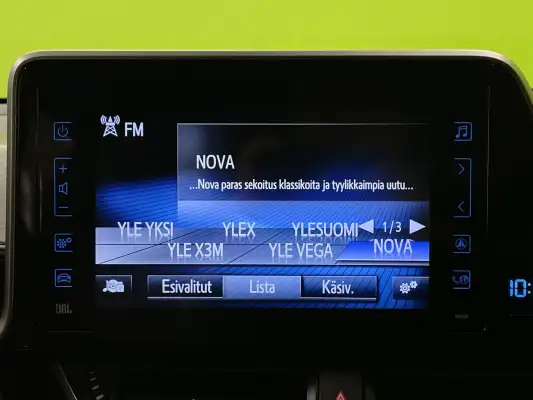 FM
NOVA
...Nova paras sekoitus klassikoita ja tyylikkaimpia uutu...
YLE YKSI YLEX YLESUOMI 1/3
YLE X3M YLE VEGA NOVA
Esivalitut Lista Käsiv.
JBL
10: